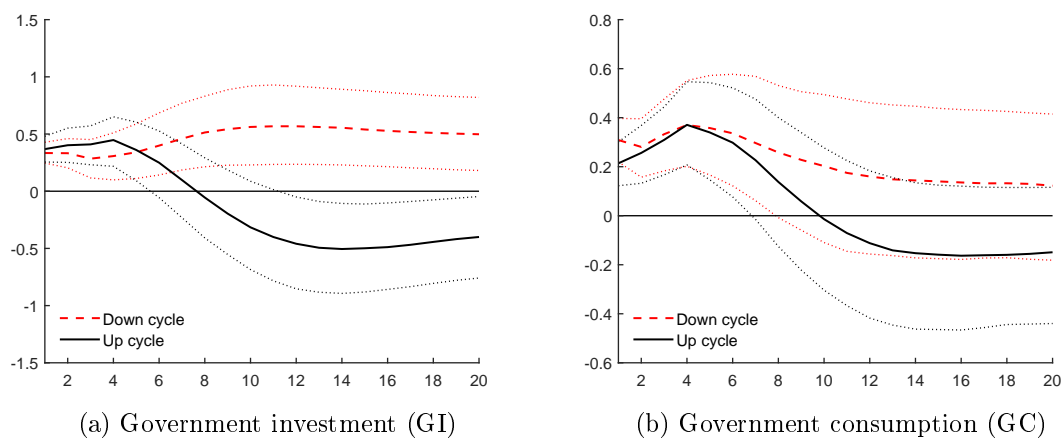 1.5
1
0.5
0
-0.5
-1
-1.5
Down cycle
Up cycle
2 4 6 8 10 12 14 16 18 20
(a) Government investment (GI)
0.8
0.6
0.4
0.2
0
-0.2
-0.4
-0.6
Down cycle
Up cycle
2 4 6 8 10 12 14 16 18 20
(b) Government consumption (GC)